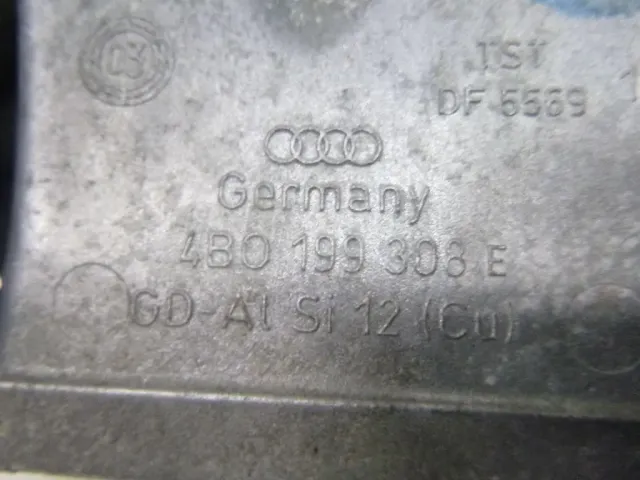 TST
DF 5569
Germany
4B0 199 308 E
GD-Al Si 12 (Cu)